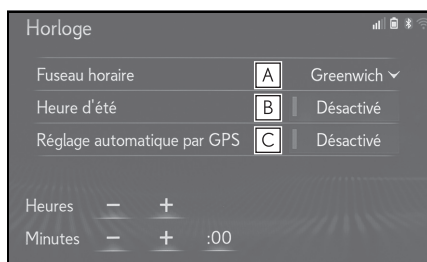 Horloge
Fuseau horaire A Greenwich
Heure d'été B Désactivé
Réglage automatique par GPS C Désactivé
Heures − +
Minutes − + :00